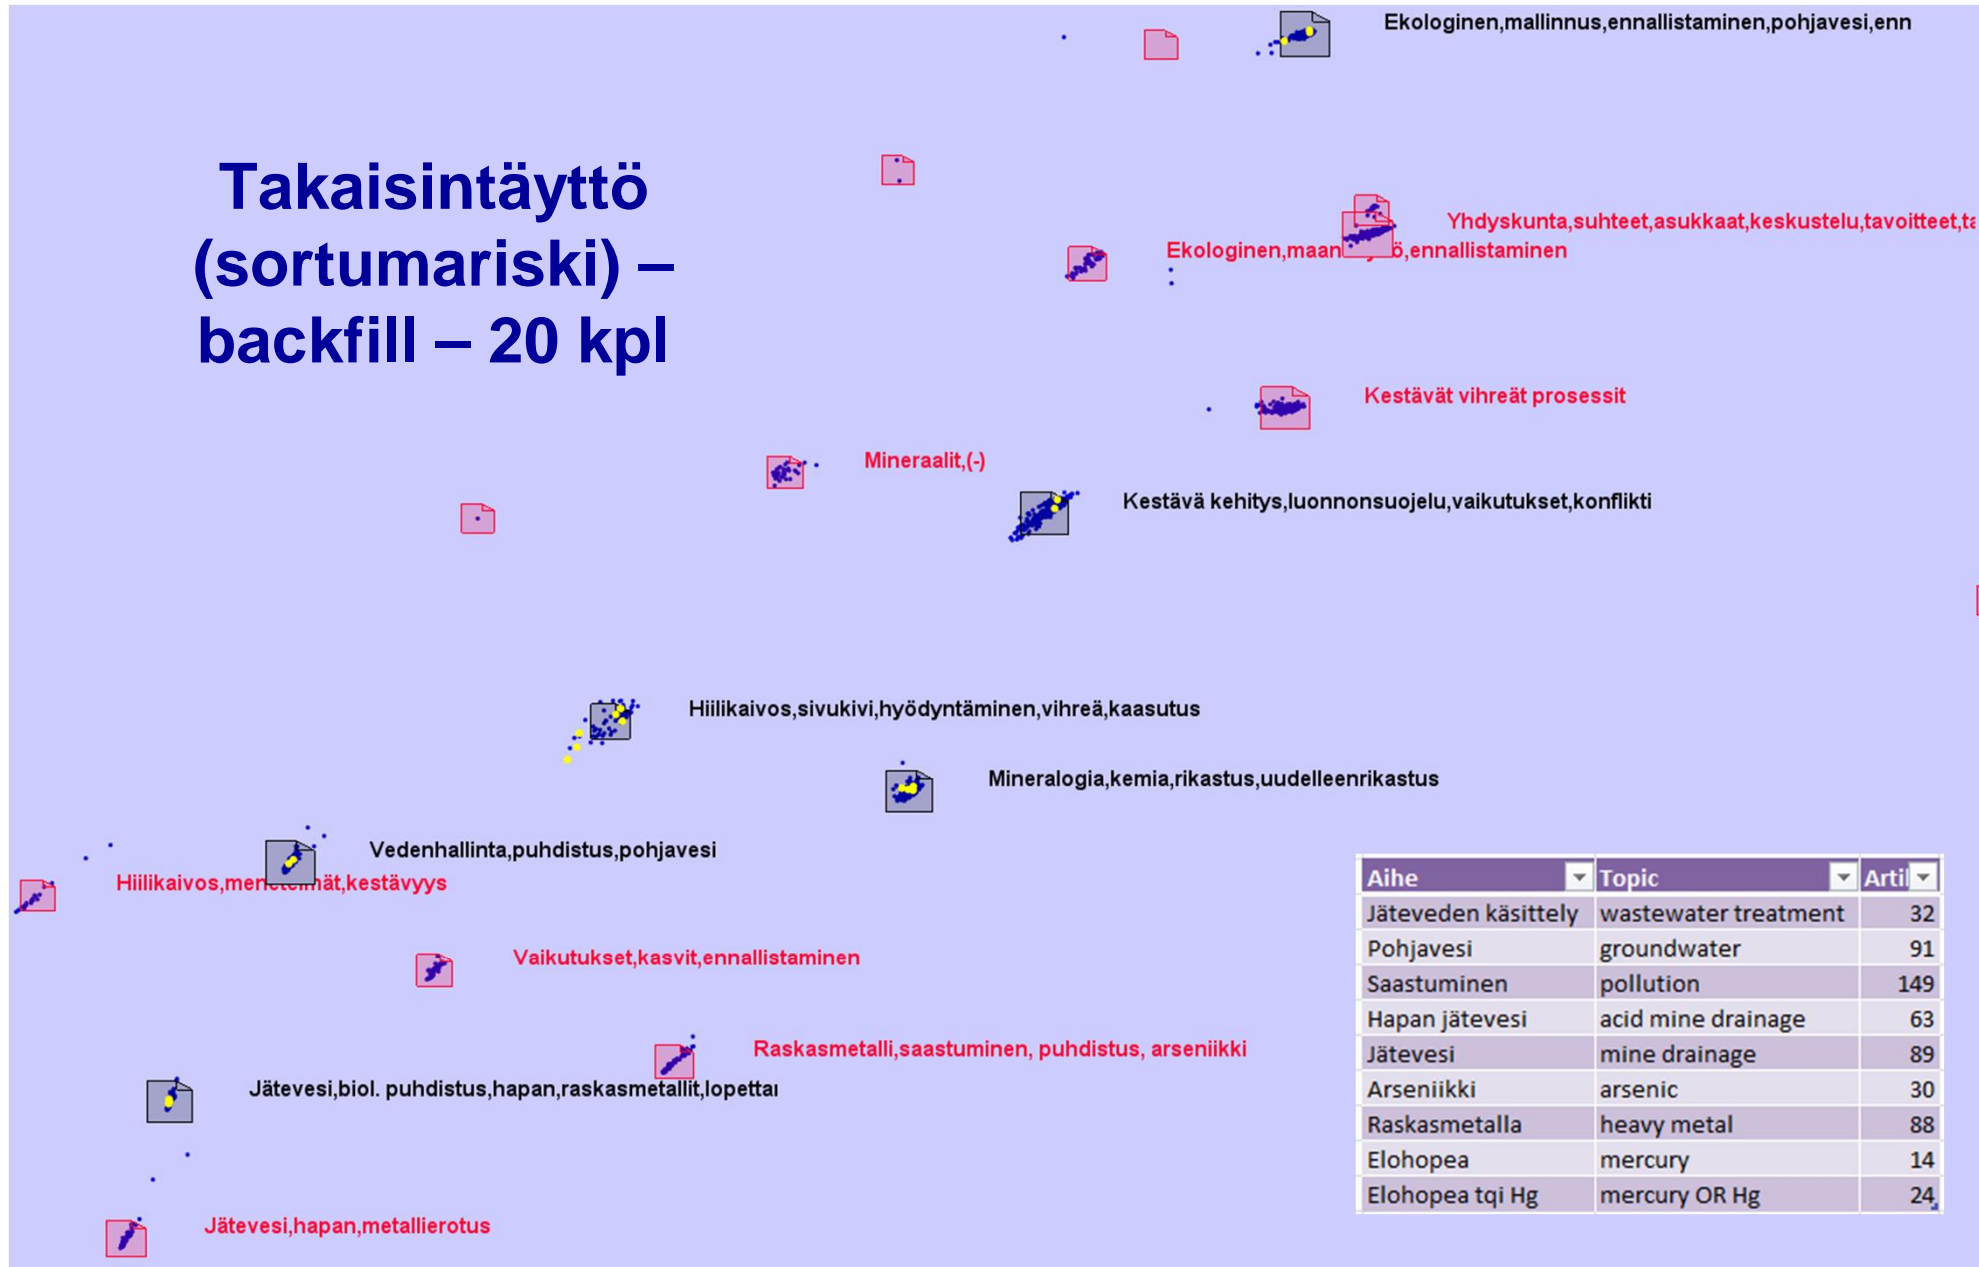 Ekologinen,mallinnus,ennallistaminen,pohjavesi,enn
Takaisintäyttö
(sortumariski) –
backfill – 20 kpl
Yhdyskunta,suhteet,asukkaat,keskustelu,tavoitteet,ta
Ekologinen,maan ö,ennallistaminen
Kestävät vihreät prosessit
Mineraalit,(-)
Kestävä kehitys,luonnonsuojelu,vaikutukset,konflikti
Hiilikaivos,sivukivi,hyödyntäminen,vihreä,kaasutus
Mineralogia,kemia,rikastus,uudelleenrikastus
Vedenhallinta,puhdistus,pohjavesi
Hiilikaivos,menetelmät,kestävyys
Vaikutukset,kasvit,ennallistaminen
Raskasmetalli,saastuminen, puhdistus, arseniikki
Jätevesi,biol. puhdistus,hapan,raskasmetallit,lopettar
Jätevesi,hapan,metallierotus
Aihe Topic Artil
Jäteveden käsittely wastewater treatment 32
Pohjavesi groundwater 91
Saastuminen pollution 149
Hapan jätevesi acid mine drainage 63
Jätevesi mine drainage 89
Arseniikki arsenic 30
Raskasmetalla heavy metal 88
Elohopea mercury 14
Elohopea tqi Hg mercury OR Hg 24